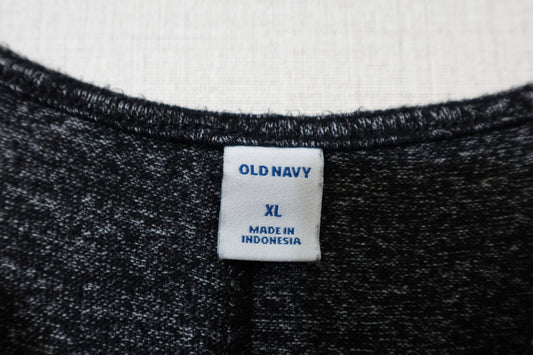 OLD NAVY
XL
MADE IN
INDONESIA